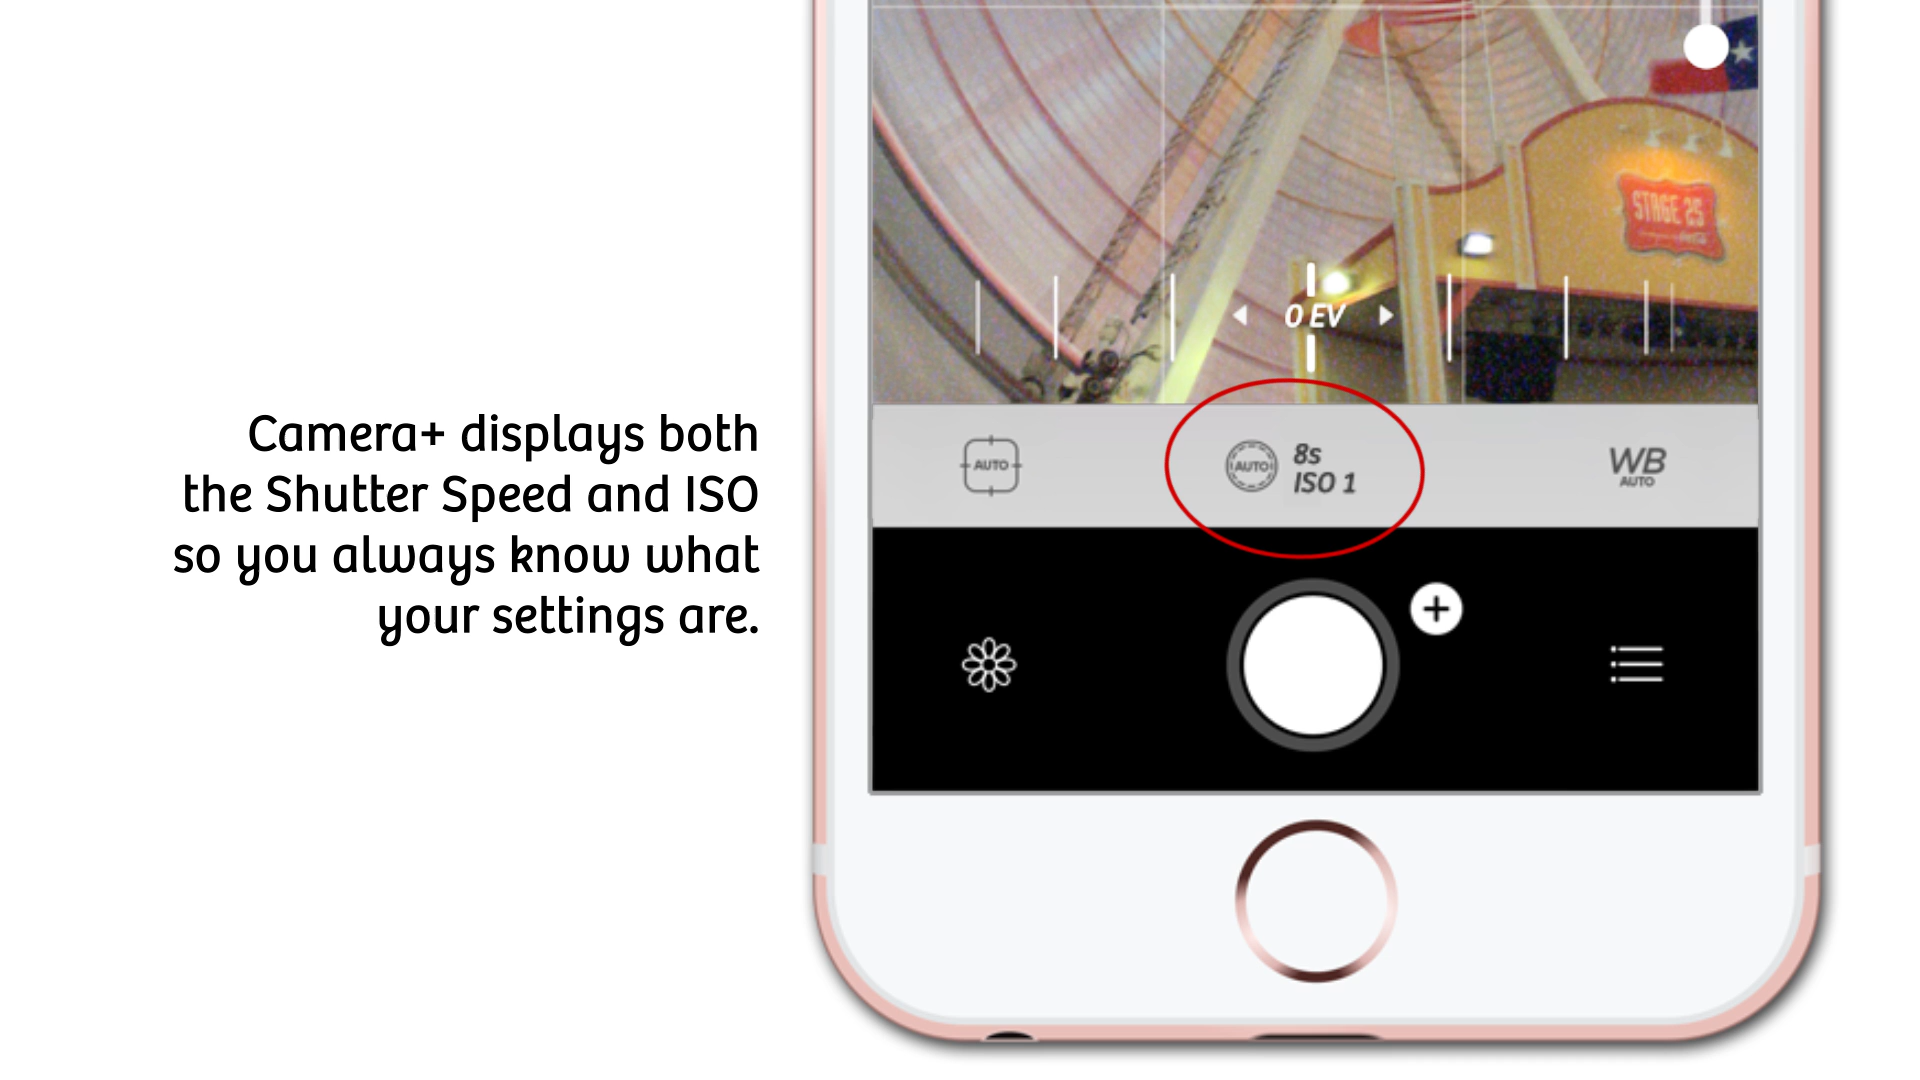 Camera+ displays both
the Shutter Speed and ISO
so you always know what
your settings are.
STAGE 25
0 EV
AUTO
AUTO
8s
ISO 1
WB
AUTO